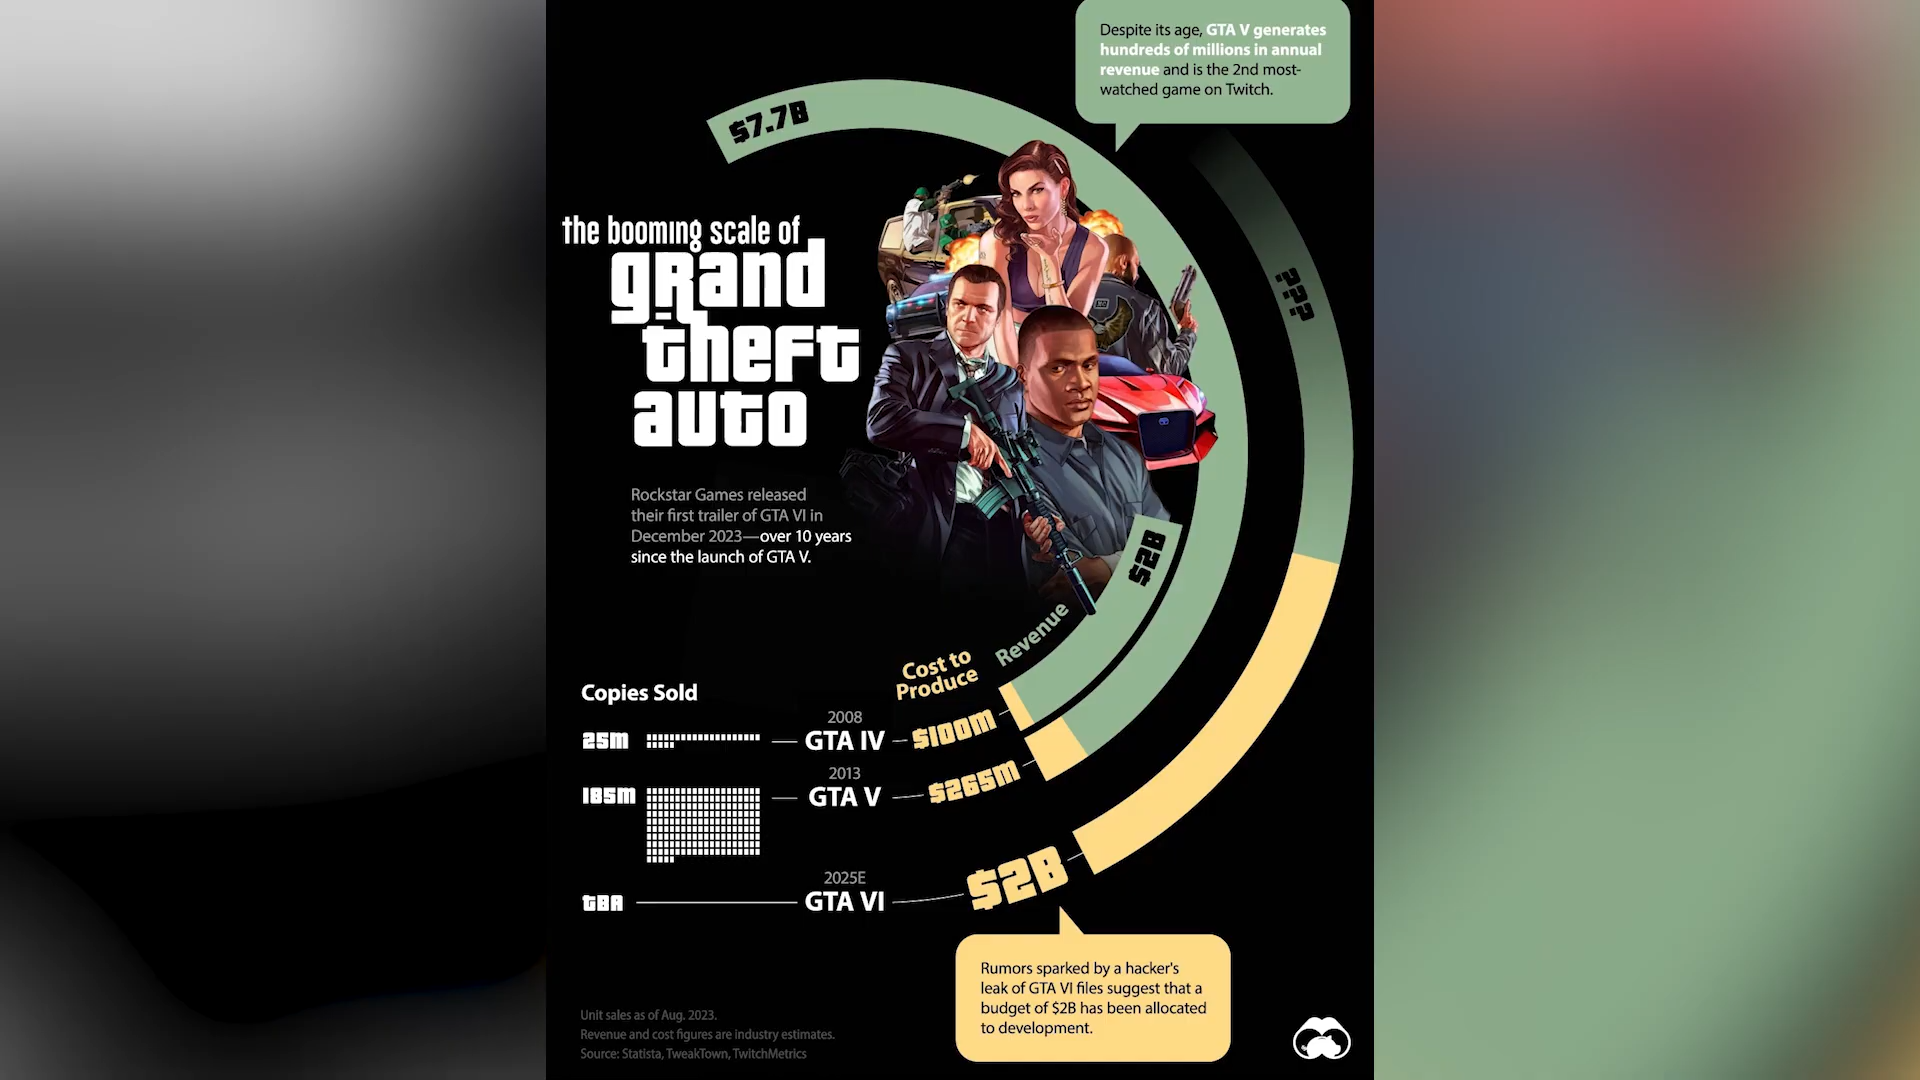 Despite its age, GTA V generates
hundreds of millions in annual
revenue and is the 2nd most-
watched game on Twitch.
$7.7B
???
the booming scale of
grand
theft
auto
Rockstar Games released
their first trailer of GTA VI in
December 2023—over 10 years
since the launch of GTA V.
$2B
Revenue
Cost to
Produce
Copies Sold
2008
25M GTA IV $100M
2013
185M GTA V $265M
2025E
TBA GTA VI $2B
Rumors sparked by a hacker's
leak of GTA VI files suggest that a
budget of $2B has been allocated
to development.
Unit sales as of Aug. 2023.
Revenue and cost figures are industry estimates.
Source: Statista, TweakTown, TwitchMetrics